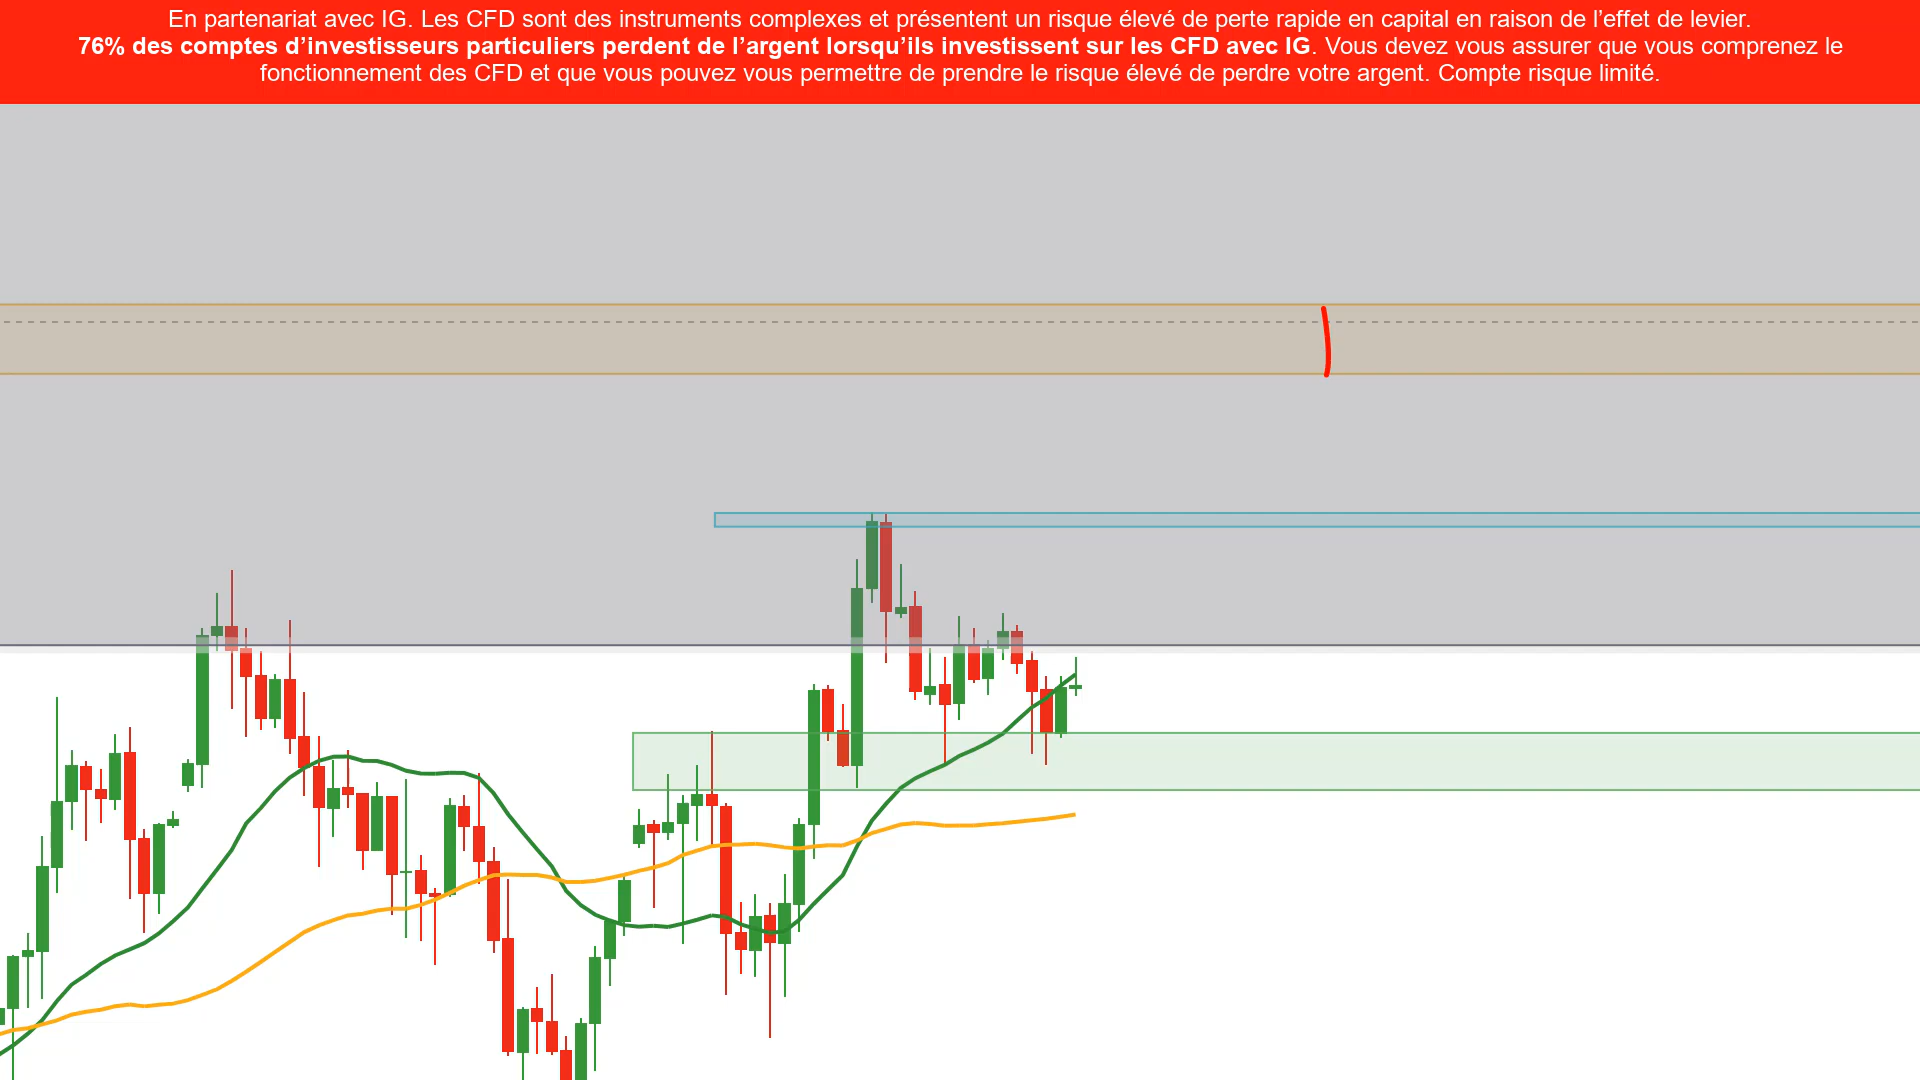 En partenariat avec IG. Les CFD sont des instruments complexes et présentent un risque élevé de perte rapide en capital en raison de l’effet de levier.
76% des comptes d’investisseurs particuliers perdent de l’argent lorsqu’ils investissent sur les CFD avec IG. Vous devez vous assurer que vous comprenez le
fonctionnement des CFD et que vous pouvez vous permettre de prendre le risque élevé de perdre votre argent. Compte risque limité.